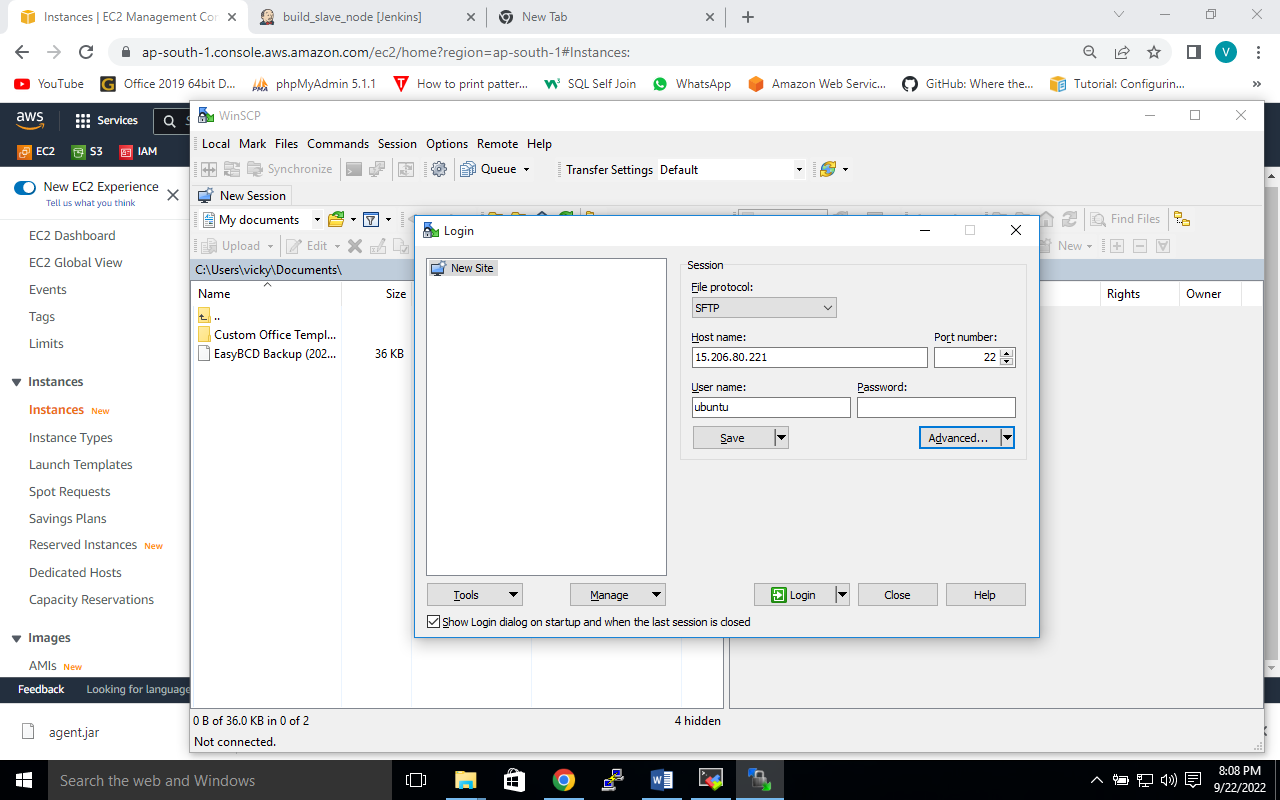 Instances | EC2 Management Con
build_slave_node [Jenkins]
New Tab
ap-south-1.console.aws.amazon.com/ec2/home?region=ap-south-1#Instances:
V
YouTube
Office 2019 64bit D...
phpMyAdmin 5.1.1
How to print patter...
SQL Self Join
WhatsApp
Amazon Web Servic...
GitHub: Where the...
Tutorial: Configurin...
»
aws
Services
EC2
S3
IAM
New EC2 Experience
Tell us what you think
EC2 Dashboard
EC2 Global View
Events
Tags
Limits
Instances
Instances New
Instance Types
Launch Templates
Spot Requests
Savings Plans
Reserved Instances New
Dedicated Hosts
Capacity Reservations
Images
AMIs New
Feedback
Looking for language
agent.jar
WinSCP
Local Mark Files Commands Session Options Remote Help
Synchronize
Queue
Transfer Settings Default
New Session
My documents
Find Files
Upload
Edit
New
C:\Users\vicky\Documents\
Name
Size
Rights
Owner
..
Custom Office Templ...
EasyBCD Backup (202...
36 KB
Login
New Site
Session
File protocol:
SFTP
Host name:
Port number:
15.206.80.221
22
User name:
Password:
ubuntu
Save
Advanced...
Tools
Manage
Login
Close
Help
Show Login dialog on startup and when the last session is closed
0 B of 36.0 KB in 0 of 2
4 hidden
Not connected.
Search the web and Windows
8:08 PM
9/22/2022